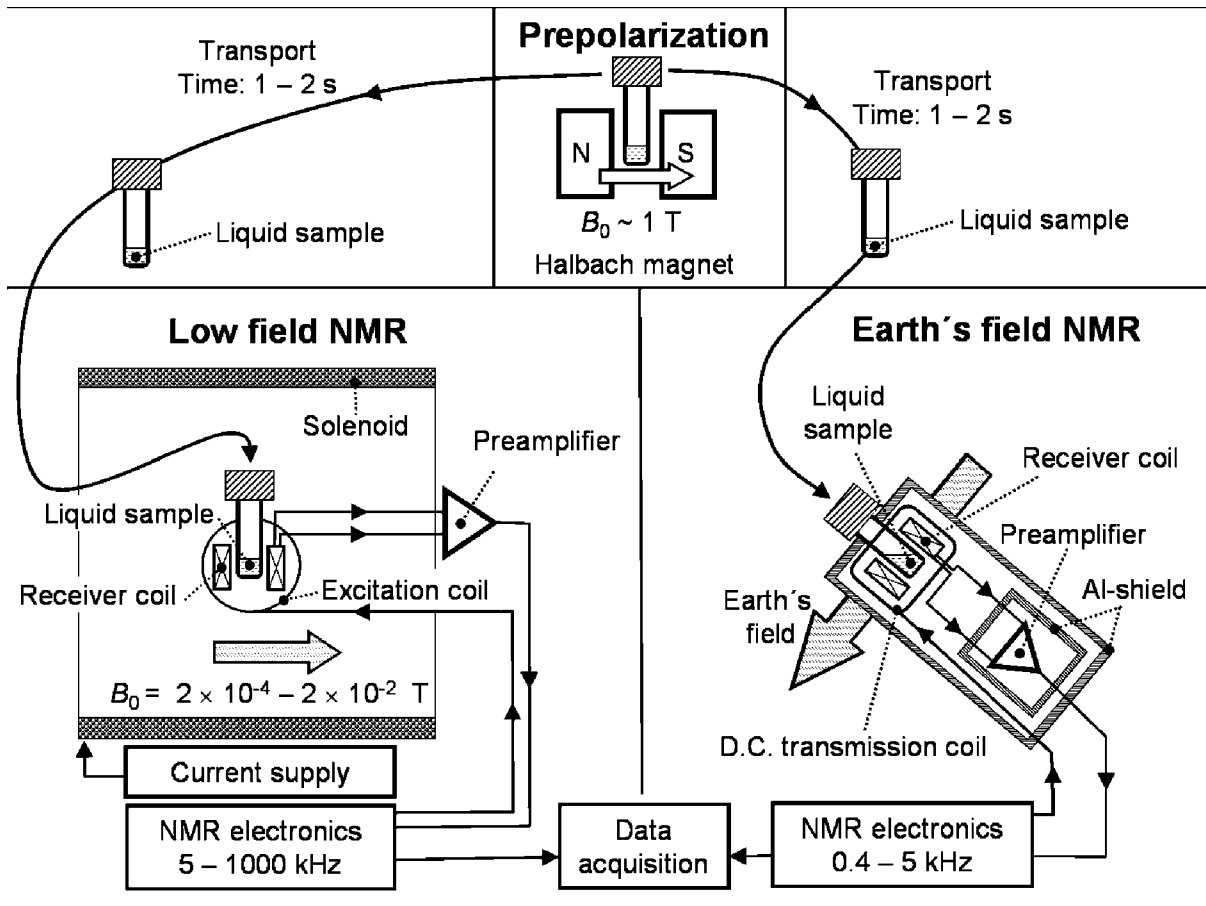 Prepolarization
Transport
Time: 1 – 2 s
Transport
Time: 1 – 2 s
N
S
Liquid sample
B0 ~ 1 T
Halbach magnet
Liquid sample
Low field NMR
Solenoid
Preamplifier
Liquid sample
Receiver coil
Excitation coil
B0 = 2 × 10-4 – 2 × 10-2 T
Current supply
NMR electronics
5 – 1000 kHz
Data
acquisition
Earth´s field NMR
Liquid
sample
Receiver coil
Preamplifier
Al-shield
Earth´s
field
D.C. transmission coil
NMR electronics
0.4 – 5 kHz